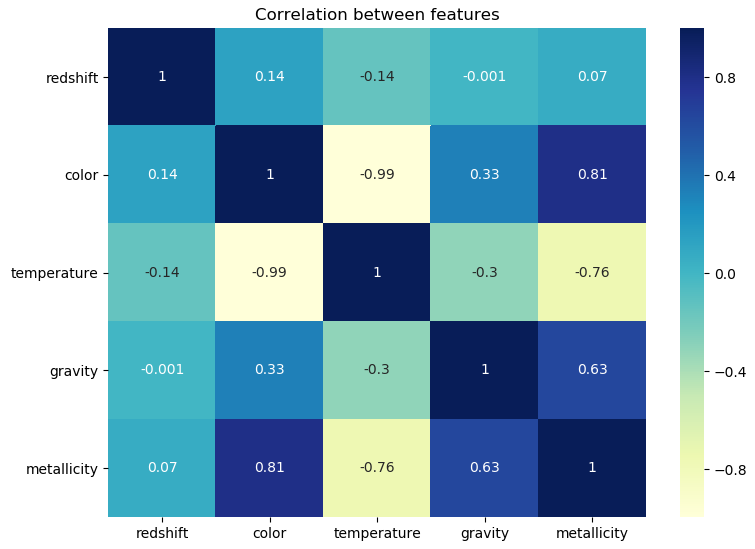 Correlation between features
redshift 1 0.14 -0.14 -0.001 0.07
color 0.14 1 -0.99 0.33 0.81
temperature -0.14 -0.99 1 -0.3 -0.76
gravity -0.001 0.33 -0.3 1 0.63
metallicity 0.07 0.81 -0.76 0.63 1
redshift color temperature gravity metallicity
0.8
0.4
0.0
−0.4
−0.8